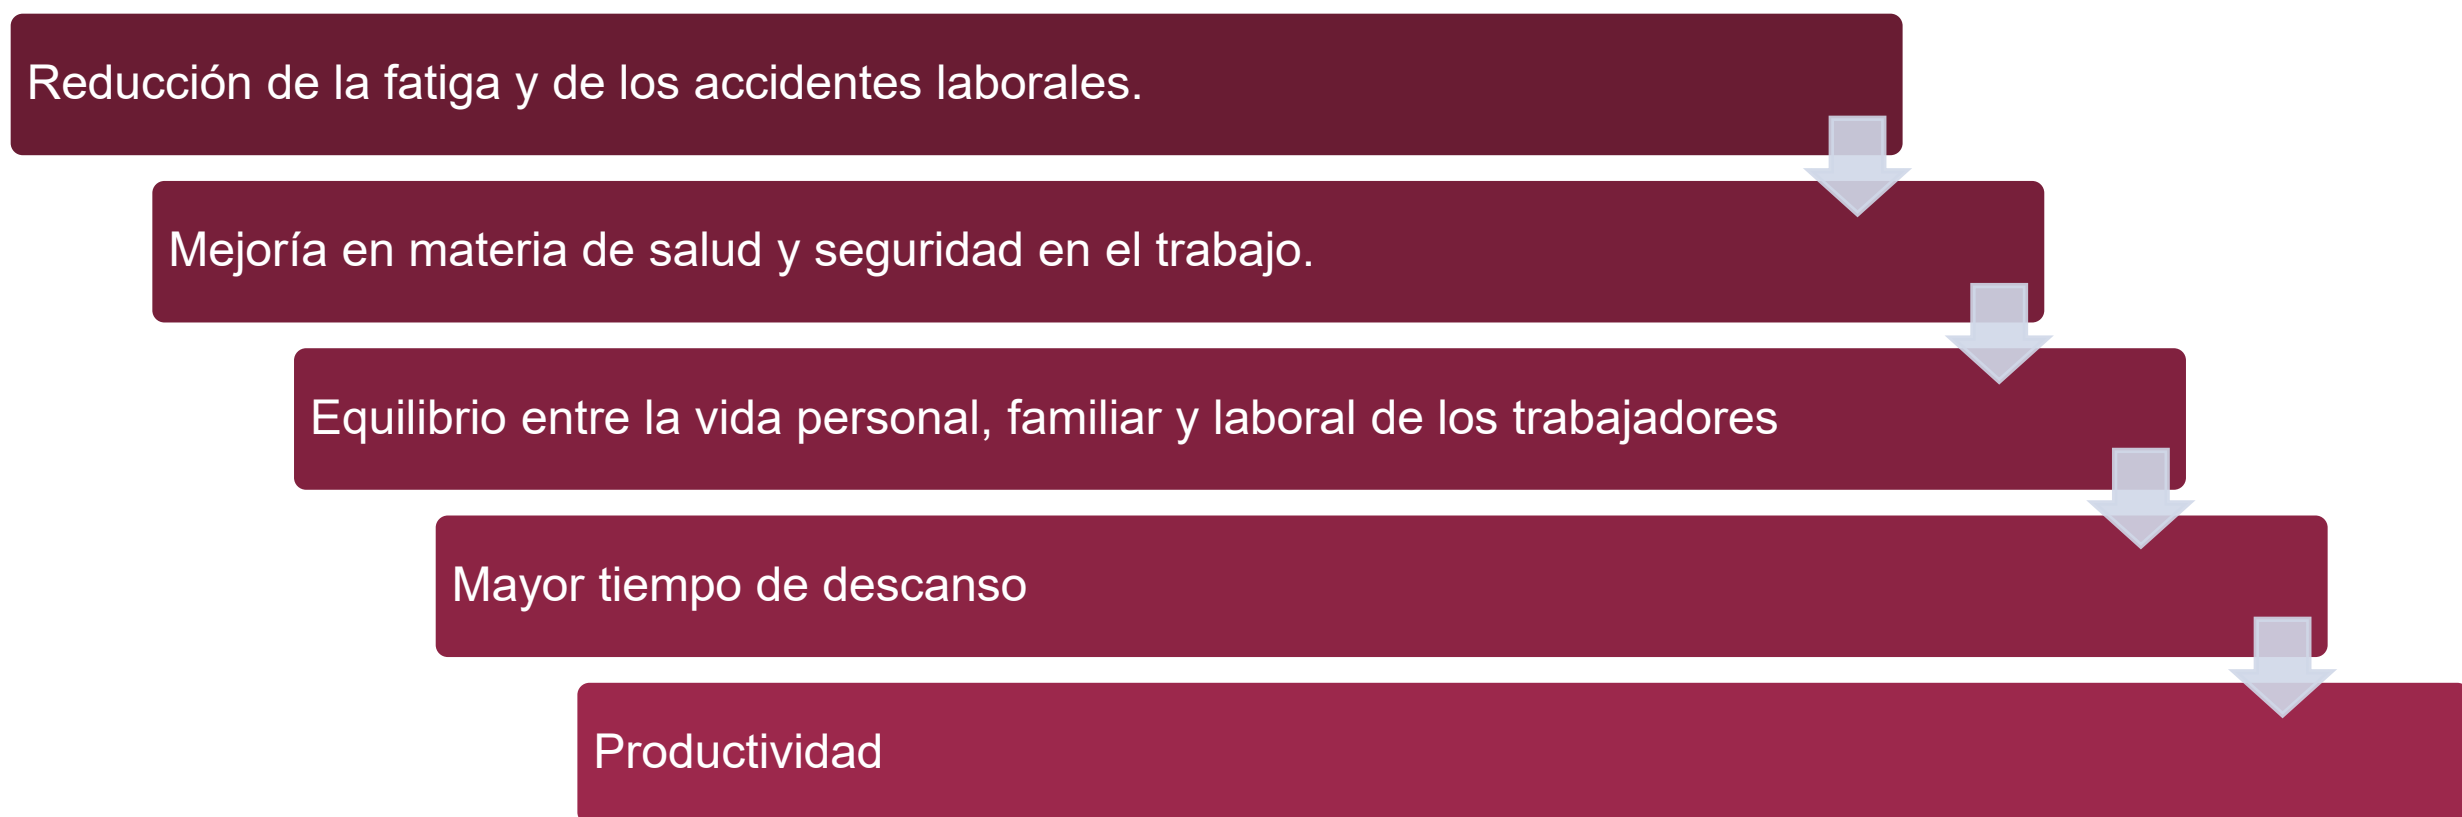 Reducción de la fatiga y de los accidentes laborales.
Mejoría en materia de salud y seguridad en el trabajo.
Equilibrio entre la vida personal, familiar y laboral de los trabajadores
Mayor tiempo de descanso
Productividad